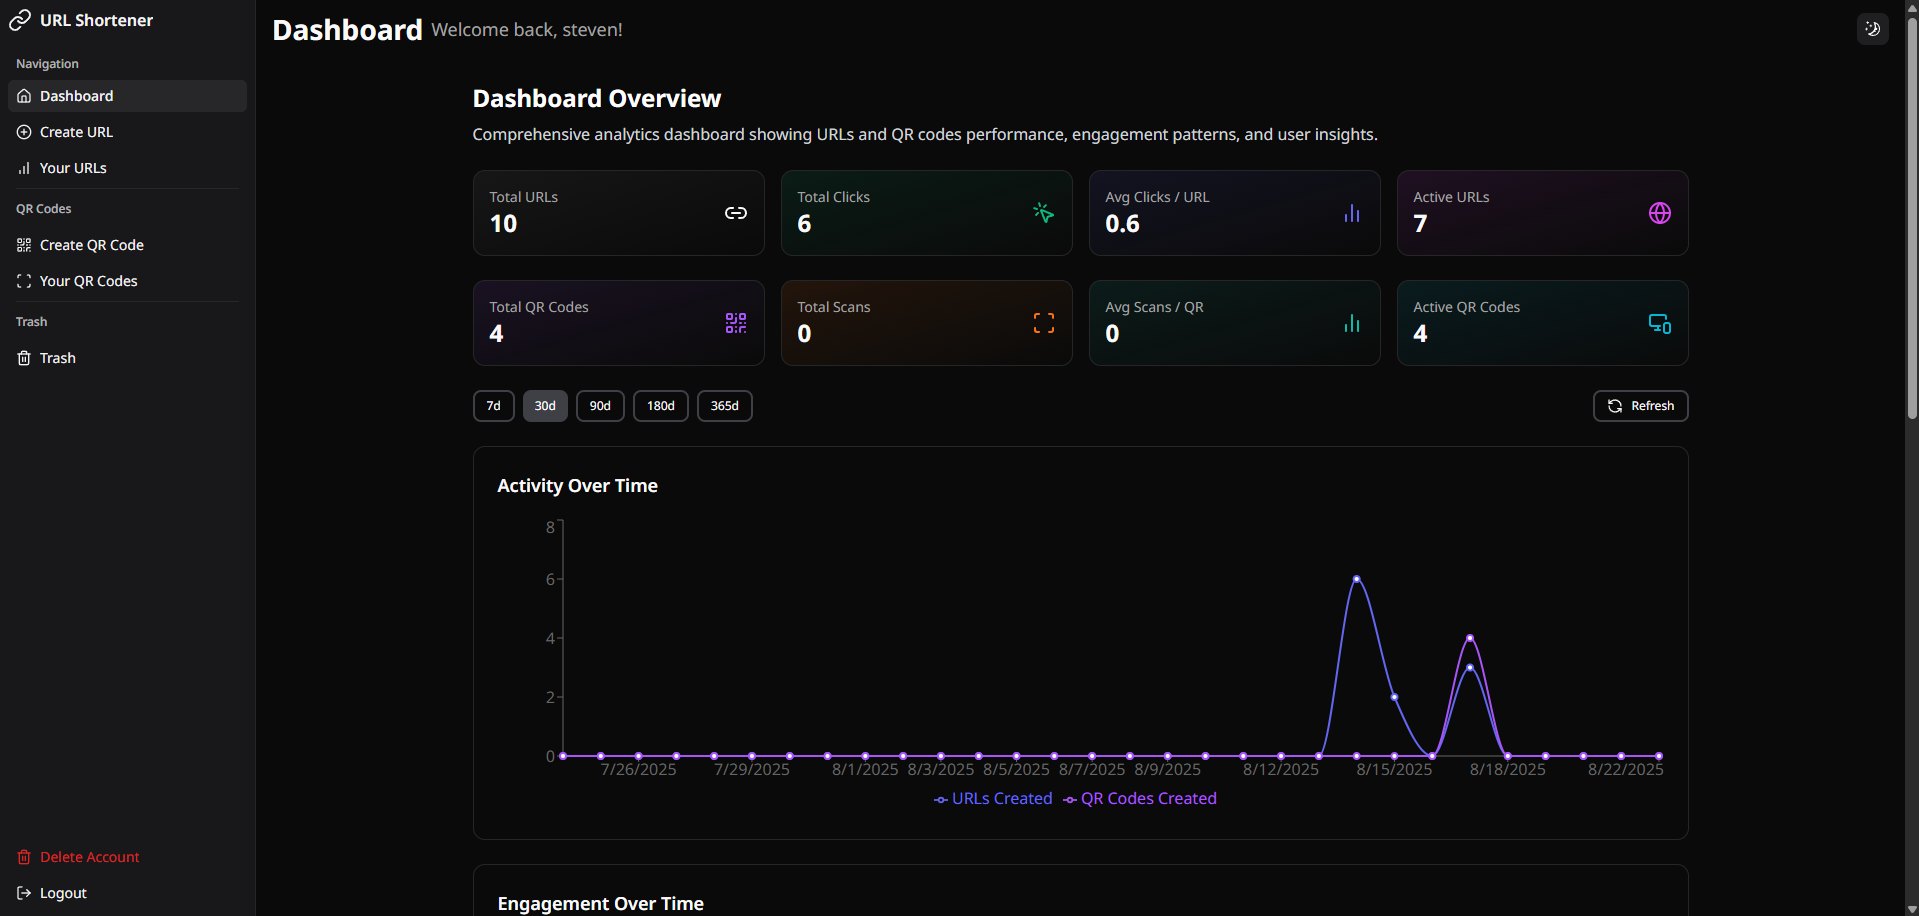 URL Shortener
Navigation
Dashboard
Create URL
Your URLs
QR Codes
Create QR Code
Your QR Codes
Trash
Trash
Delete Account
Logout
Dashboard Welcome back, steven!
Dashboard Overview
Comprehensive analytics dashboard showing URLs and QR codes performance, engagement patterns, and user insights.
Total URLs
10
Total Clicks
6
Avg Clicks / URL
0.6
Active URLs
7
Total QR Codes
4
Total Scans
0
Avg Scans / QR
0
Active QR Codes
4
7d 30d 90d 180d 365d Refresh
Activity Over Time
8
6
4
2
0
7/26/2025 7/29/2025 8/1/2025 8/3/2025 8/5/2025 8/7/2025 8/9/2025 8/12/2025 8/15/2025 8/18/2025 8/22/2025
URLs Created QR Codes Created
Engagement Over Time